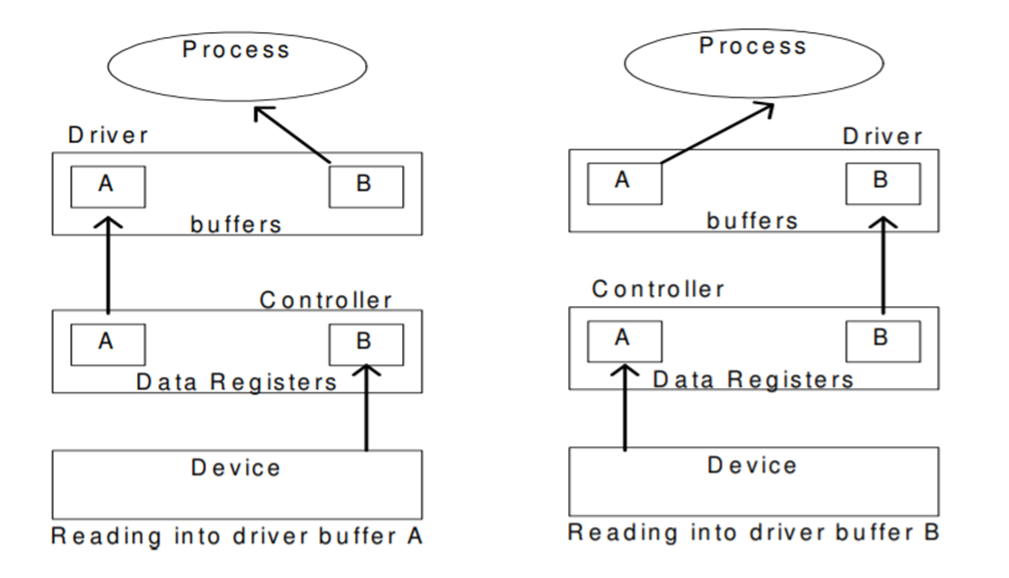 Process
Driver
A B
buffers
Controller
A B
Data Registers
Device
Reading into driver buffer A
Process
Driver
A B
buffers
Controller
A B
Data Registers
Device
Reading into driver buffer B